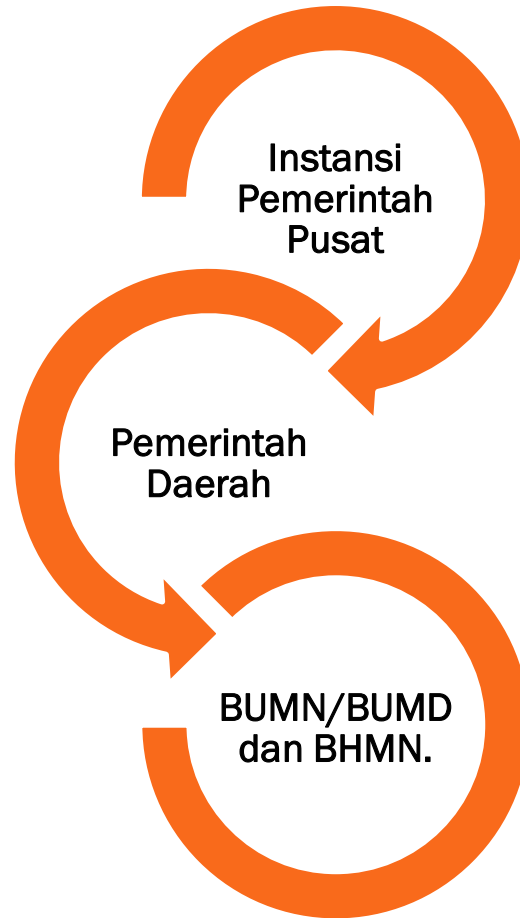 Instansi
Pemerintah
Pusat
Pemerintah
Daerah
BUMN/BUMD
dan BHMN.